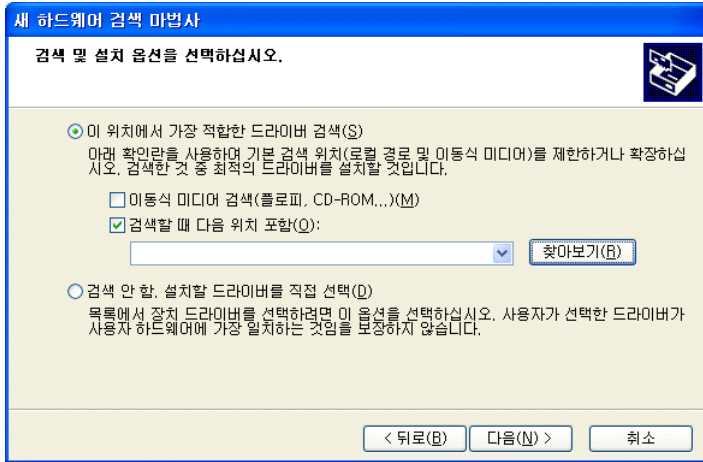 새 하드웨어 검색 마법사
검색 및 설치 옵션을 선택하십시오.
이 위치에서 가장 적합한 드라이버 검색(S)
아래 확인란을 사용하여 기본 검색 위치(로컬 경로 및 이동식 미디어)를 제한하거나 확장하십
시오. 검색한 것 중 최적의 드라이버를 설치할 것입니다.
이동식 미디어 검색(플로피, CD-ROM...)(M)
검색할 때 다음 위치 포함(O):
찾아보기(R)
검색 안 함. 설치할 드라이버를 직접 선택(D)
목록에서 장치 드라이버를 선택하려면 이 옵션을 선택하십시오. 사용자가 선택한 드라이버가
사용자 하드웨어에 가장 일치하는 것임을 보장하지 않습니다.
< 뒤로(B) 다음(N) > 취소